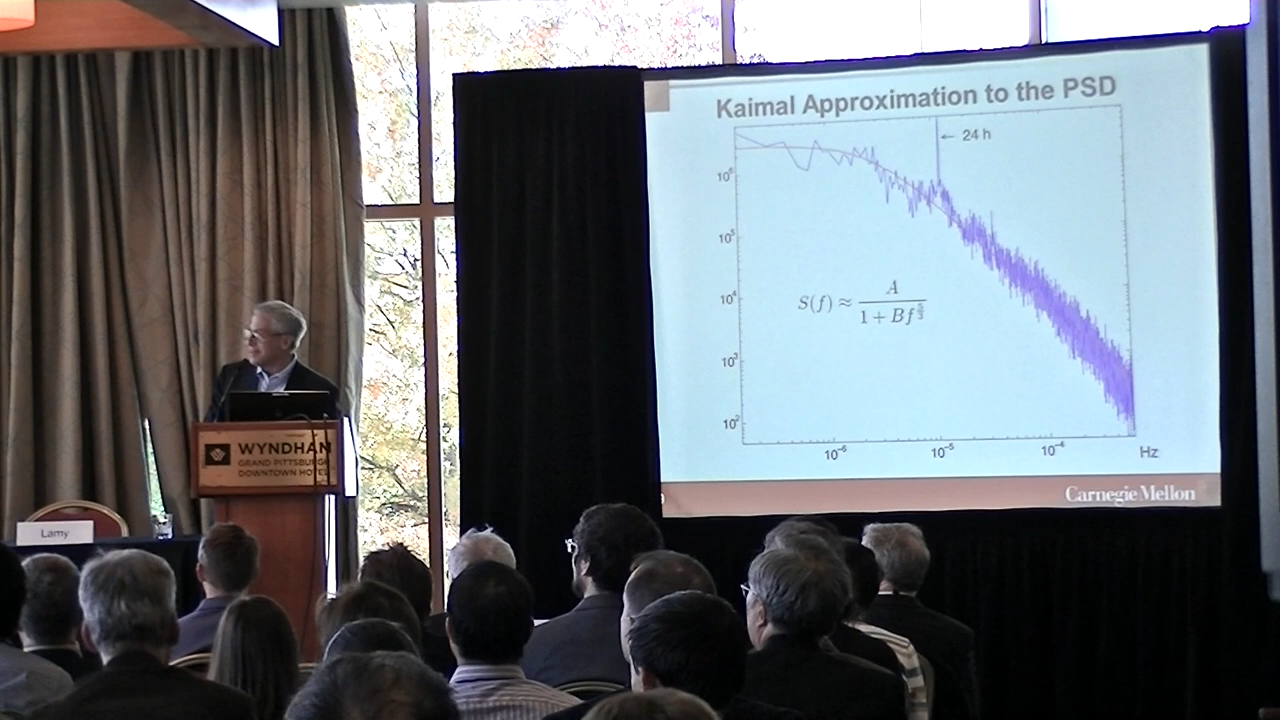 Kaimal Approximation to the PSD
← 24 h
10⁶
10⁵
10⁴
10³
10²
S(f) ≈ A / (1 + Bf^{5/3})
10⁻⁶
10⁻⁵
10⁻⁴
Hz
Carnegie Mellon
WYNDHAM
GRAND PITTSBURGH
DOWNTOWN HOTEL
Lamy